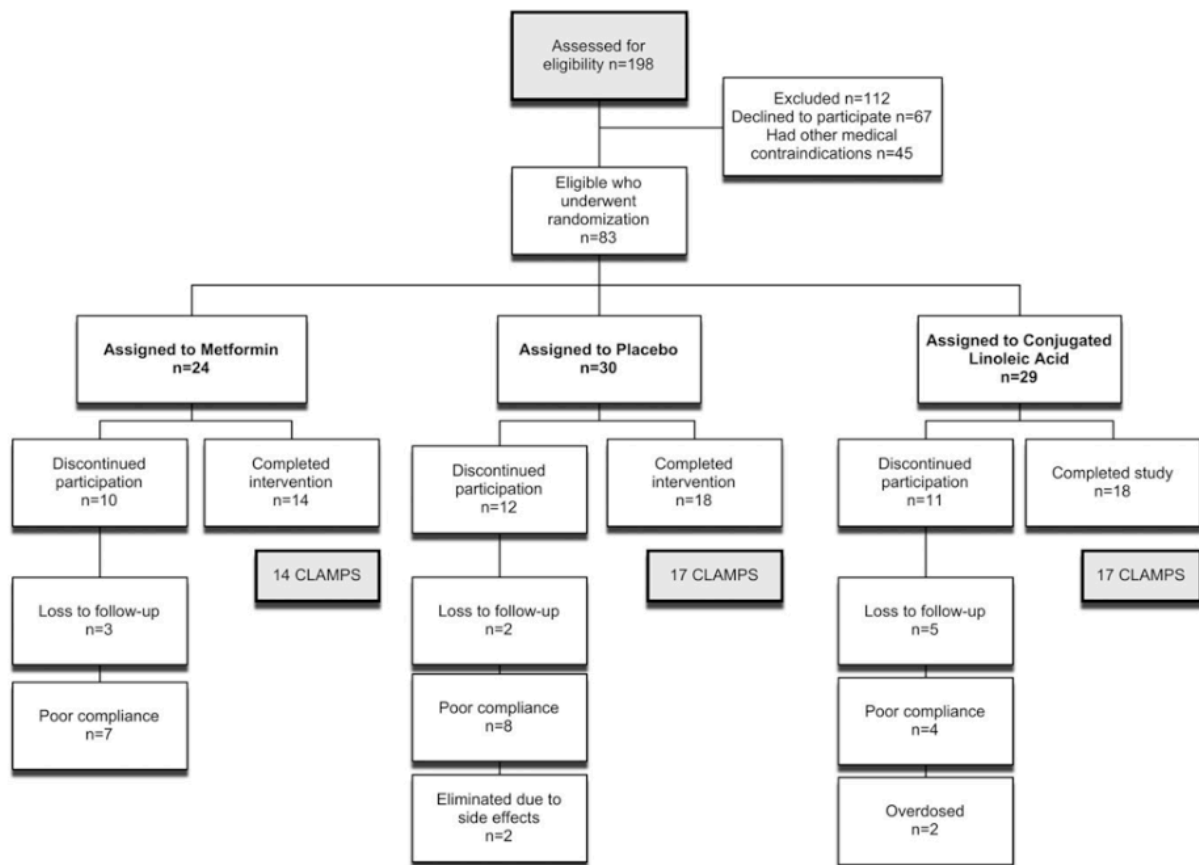 Assessed for
eligibility n=198
Excluded n=112
Declined to participate n=67
Had other medical
contraindications n=45
Eligible who
underwent
randomization
n=83
Assigned to Metformin
n=24
Assigned to Placebo
n=30
Assigned to Conjugated
Linoleic Acid
n=29
Discontinued
participation
n=10
Completed
intervention
n=14
Discontinued
participation
n=12
Completed
intervention
n=18
Discontinued
participation
n=11
Completed study
n=18
14 CLAMPS
17 CLAMPS
17 CLAMPS
Loss to follow-up
n=3
Loss to follow-up
n=2
Loss to follow-up
n=5
Poor compliance
n=7
Poor compliance
n=8
Poor compliance
n=4
Eliminated due to
side effects
n=2
Overdosed
n=2